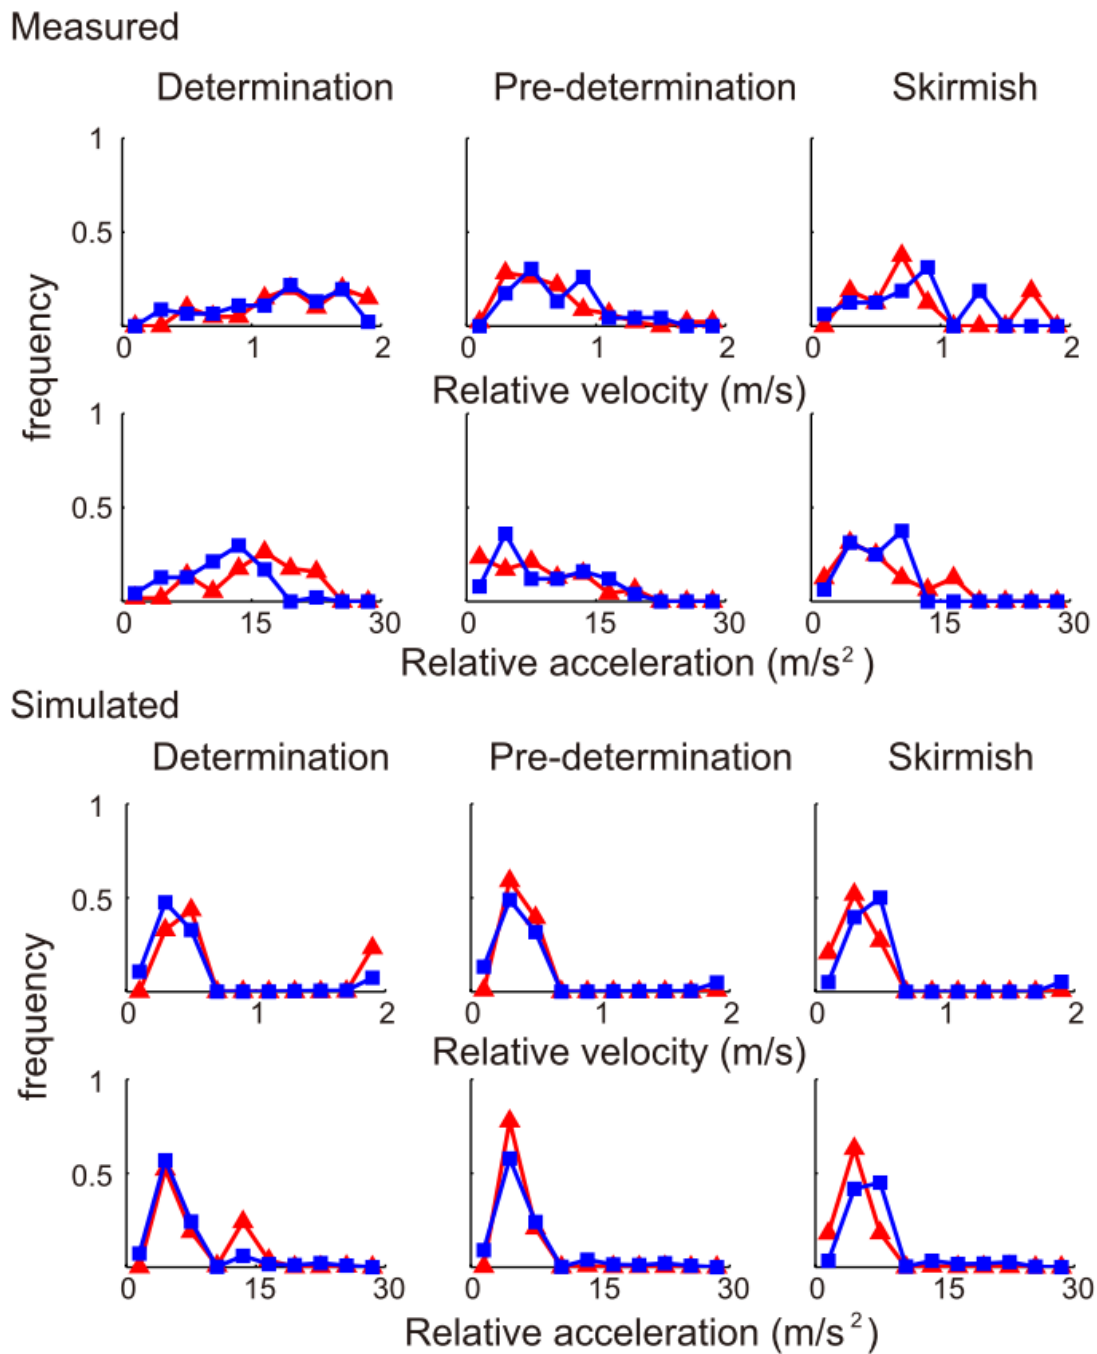 Measured
Determination Pre-determination Skirmish
1
0.5
0 1 2 0 1 2 0 1 2
Relative velocity (m/s)
frequency
1
0.5
0 15 30 0 15 30 0 15 30
Relative acceleration (m/s²)
Simulated
Determination Pre-determination Skirmish
1
0.5
0 1 2 0 1 2 0 1 2
Relative velocity (m/s)
frequency
1
0.5
0 15 30 0 15 30 0 15 30
Relative acceleration (m/s²)